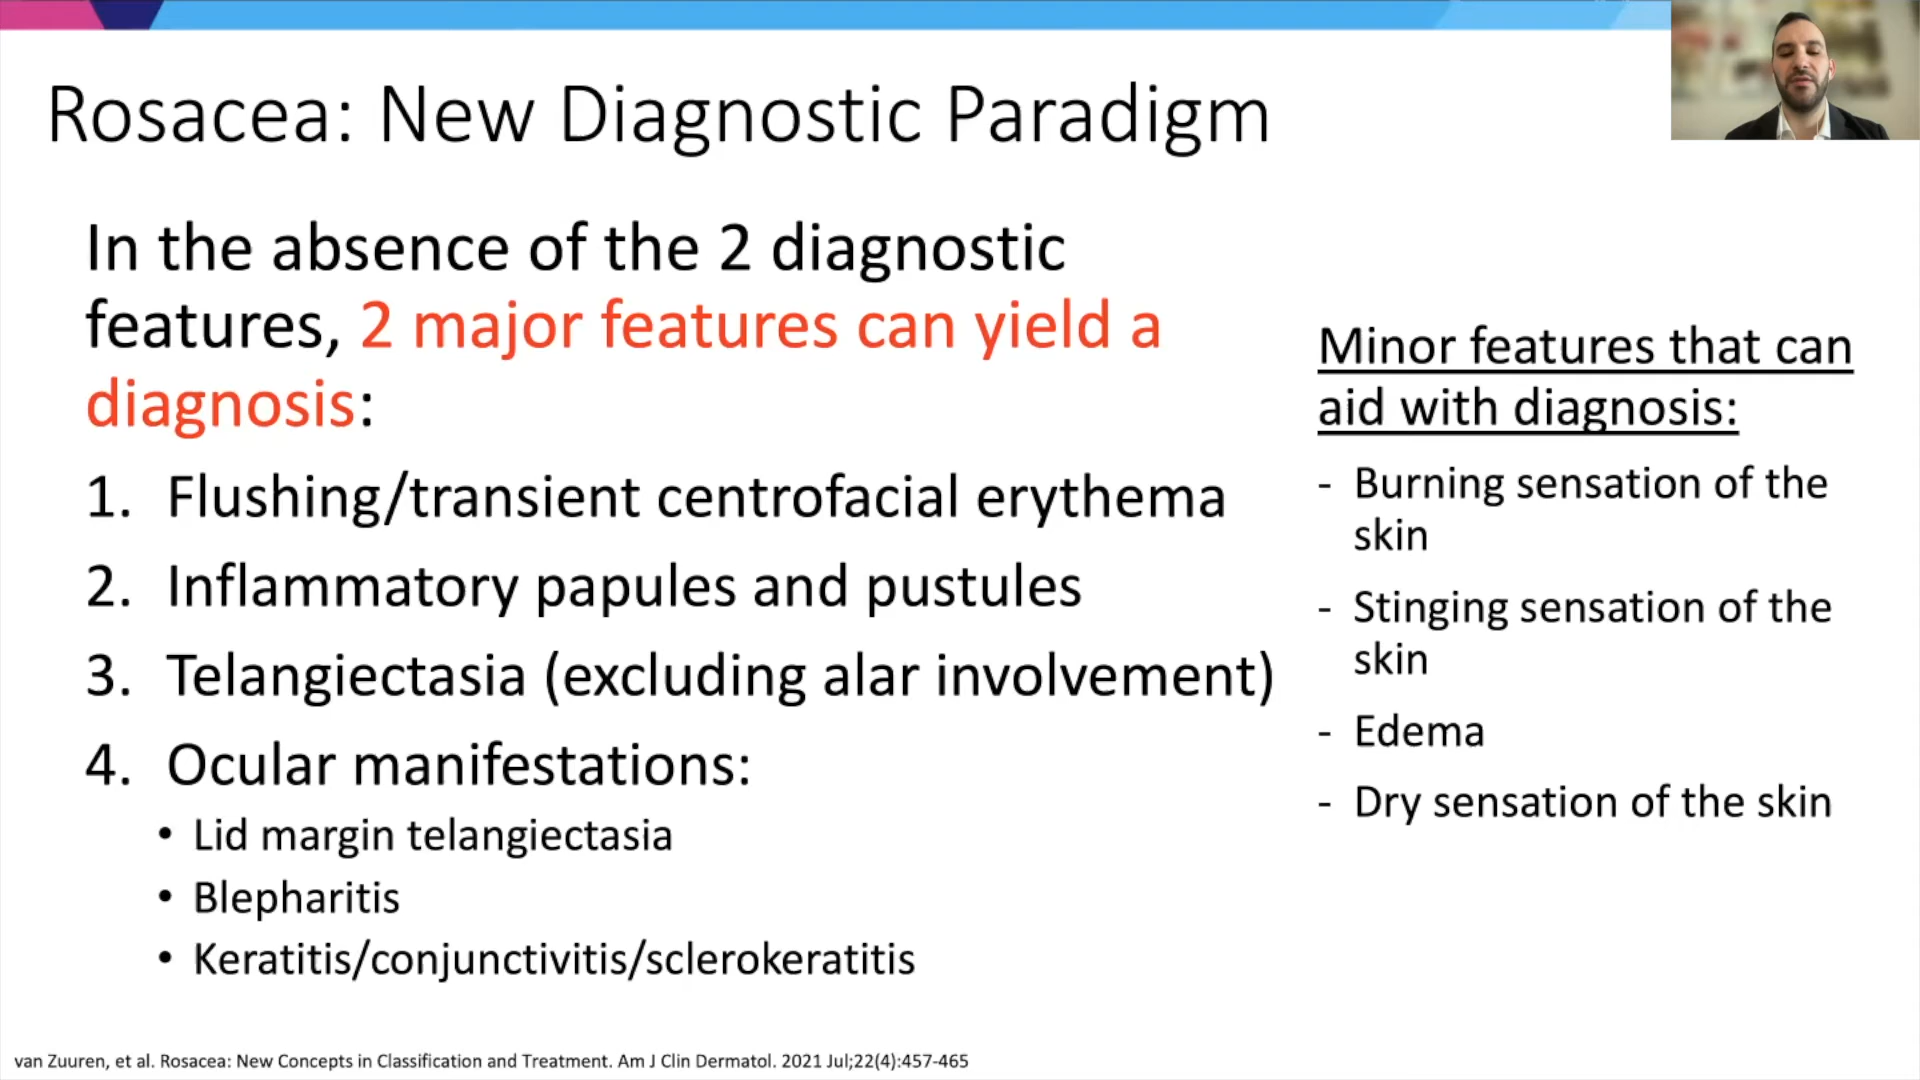 Rosacea: New Diagnostic Paradigm
In the absence of the 2 diagnostic
features, 2 major features can yield a
diagnosis:
1. Flushing/transient centrofacial erythema
2. Inflammatory papules and pustules
3. Telangiectasia (excluding alar involvement)
4. Ocular manifestations:
• Lid margin telangiectasia
• Blepharitis
• Keratitis/conjunctivitis/sclerokeratitis
Minor features that can
aid with diagnosis:
- Burning sensation of the
skin
- Stinging sensation of the
skin
- Edema
- Dry sensation of the skin
van Zuuren, et al. Rosacea: New Concepts in Classification and Treatment. Am J Clin Dermatol. 2021 Jul;22(4):457-465